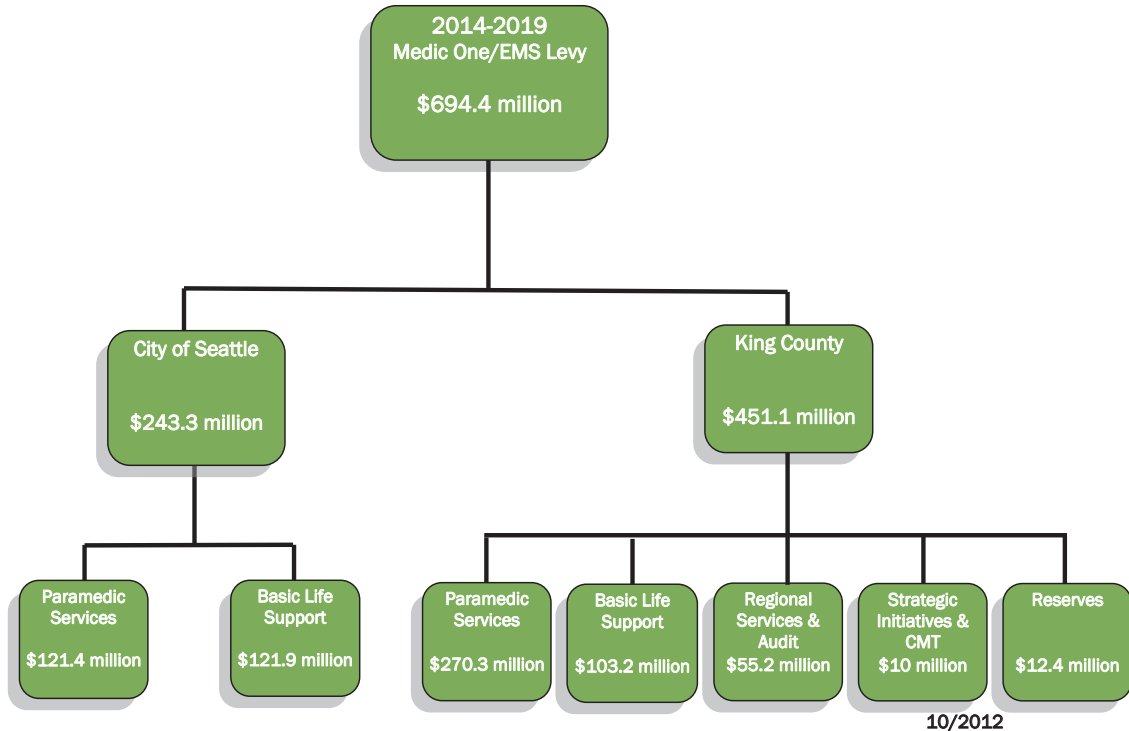 2014-2019
Medic One/EMS Levy
$694.4 million
City of Seattle
$243.3 million
King County
$451.1 million
Paramedic
Services
$121.4 million
Basic Life
Support
$121.9 million
Paramedic
Services
$270.3 million
Basic Life
Support
$103.2 million
Regional
Services &
Audit
$55.2 million
Strategic
Initiatives &
CMT
$10 million
Reserves
$12.4 million
10/2012